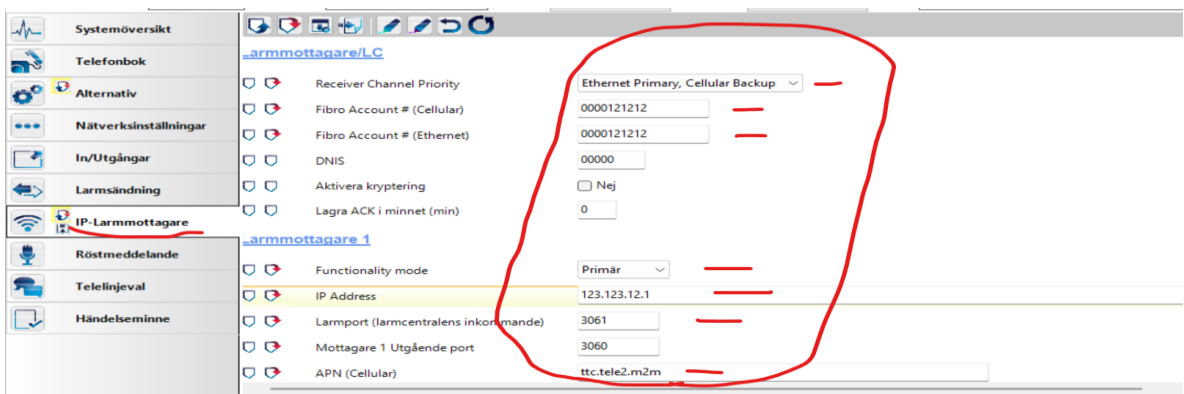 Systemöversikt
Telefonbok
Alternativ
Nätverksinställningar
In/Utgångar
Larmsändning
IP-Larmmottagare
Röstmeddelande
Telelinjeval
Händelseminne
Larmmottagare/LC
Receiver Channel Priority Ethernet Primary, Cellular Backup
Fibro Account # (Cellular) 0000121212
Fibro Account # (Ethernet) 0000121212
DNIS 00000
Aktivera kryptering Nej
Lagra ACK i minnet (min) 0
Larmmottagare 1
Functionality mode Primär
IP Address 123.123.12.1
Larmport (larmcentralens inkommande) 3061
Mottagare 1 Utgående port 3060
APN (Cellular) ttc.tele2.m2m